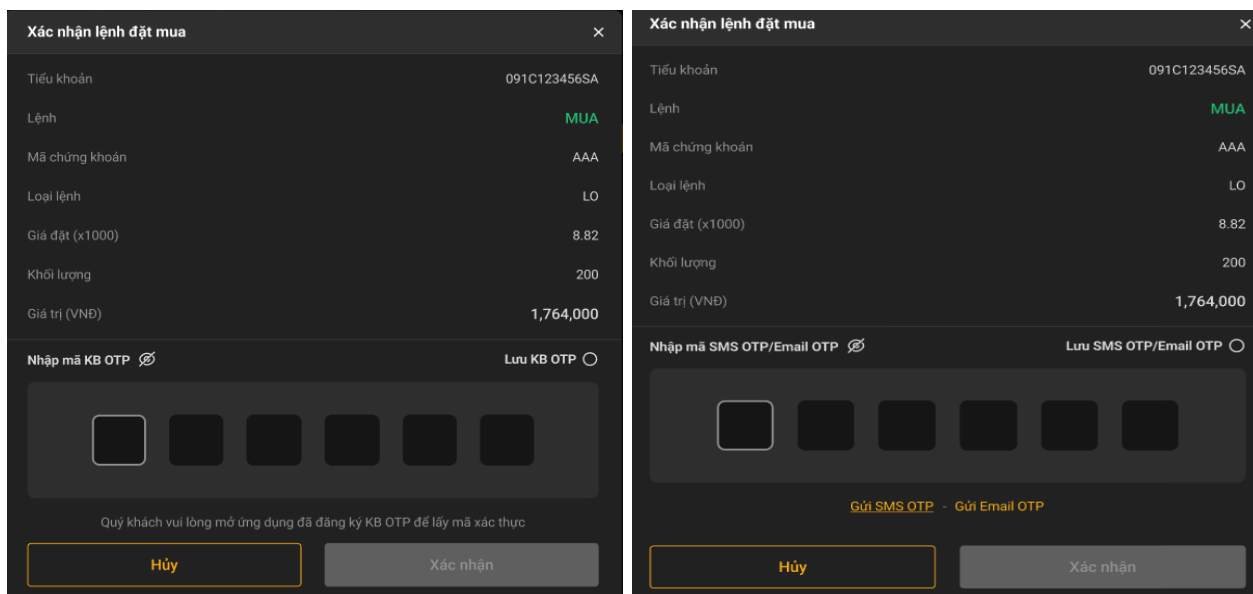 Xác nhận lệnh đặt mua ×
Tiểu khoản 091C123456SA
Lệnh MUA
Mã chứng khoán AAA
Loại lệnh LO
Giá đặt (x1000) 8.82
Khối lượng 200
Giá trị (VNĐ) 1,764,000
Nhập mã KB OTP Lưu KB OTP
Quý khách vui lòng mở ứng dụng đã đăng ký KB OTP để lấy mã xác thực
Hủy Xác nhận
Xác nhận lệnh đặt mua ×
Tiểu khoản 091C123456SA
Lệnh MUA
Mã chứng khoán AAA
Loại lệnh LO
Giá đặt (x1000) 8.82
Khối lượng 200
Giá trị (VNĐ) 1,764,000
Nhập mã SMS OTP/Email OTP Lưu SMS OTP/Email OTP
Gửi SMS OTP - Gửi Email OTP
Hủy Xác nhận